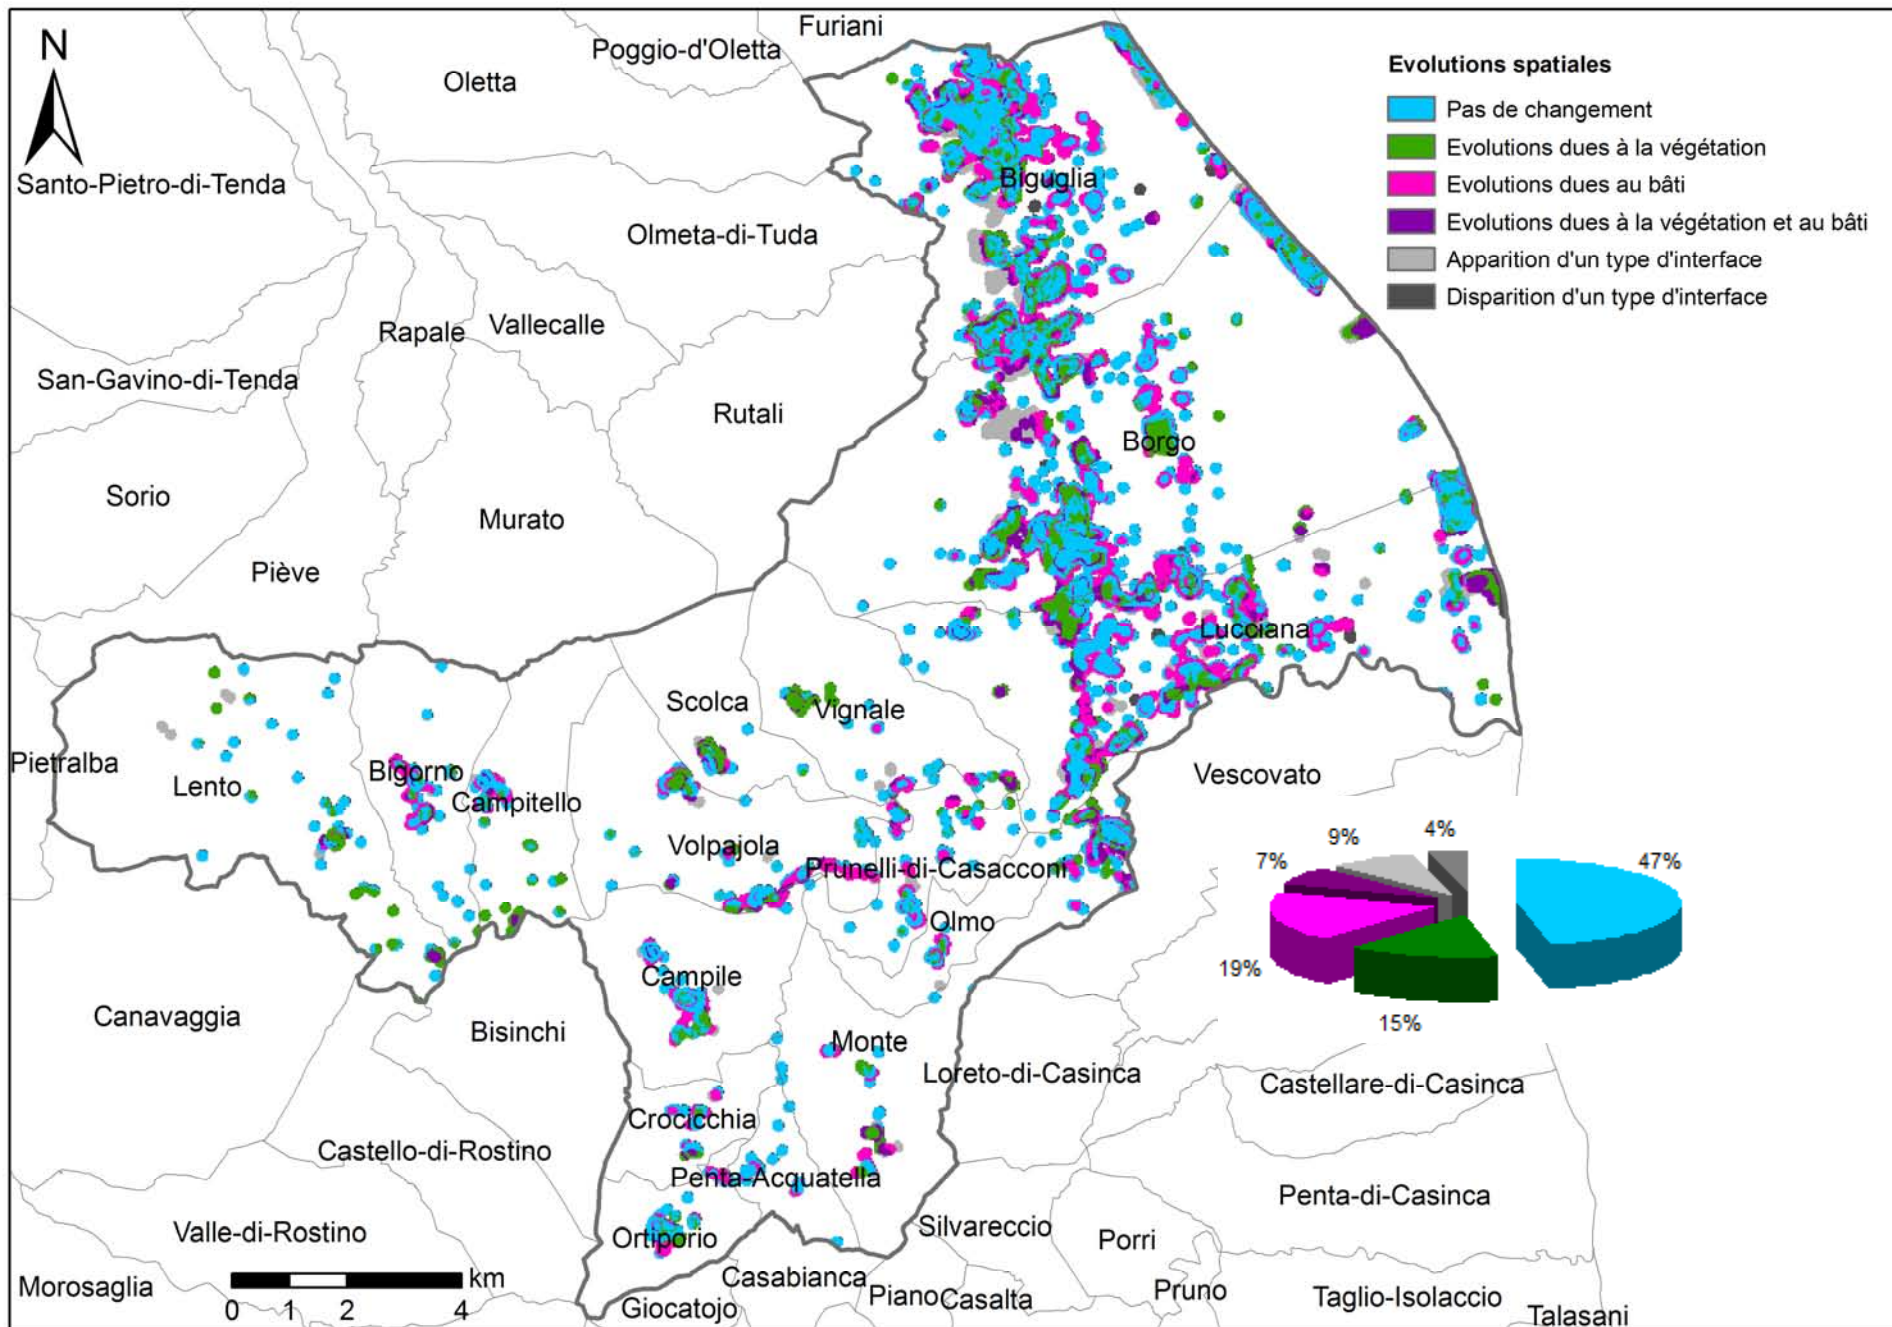 N
Furiani
Poggio-d'Oletta
Oletta
Santo-Pietro-di-Tenda
Olmeta-di-Tuda
Biguglia
Rapale
Vallecalle
San-Gavino-di-Tenda
Rutali
Borgo
Sorio
Murato
Piève
Lucciana
Scolca
Vignale
Pietralba
Lento
Bigorno
Campitello
Vescovato
Volpajola
Prunelli-di-Casacconi
Olmo
Campile
Canavaggia
Bisinchi
Monte
Loreto-di-Casinca
Castellare-di-Casinca
Crocicchia
Castello-di-Rostino
Penta-Acquatella
Penta-di-Casinca
Valle-di-Rostino
Ortiporio
Silvareccio
Porri
Morosaglia
Casabianca
Giocatojo
Piano
Casalta
Pruno
Taglio-Isolaccio
Talasani
km
0 1 2 4
Evolutions spatiales
Pas de changement
Evolutions dues à la végétation
Evolutions dues au bâti
Evolutions dues à la végétation et au bâti
Apparition d'un type d'interface
Disparition d'un type d'interface
9%
4%
47%
7%
19%
15%